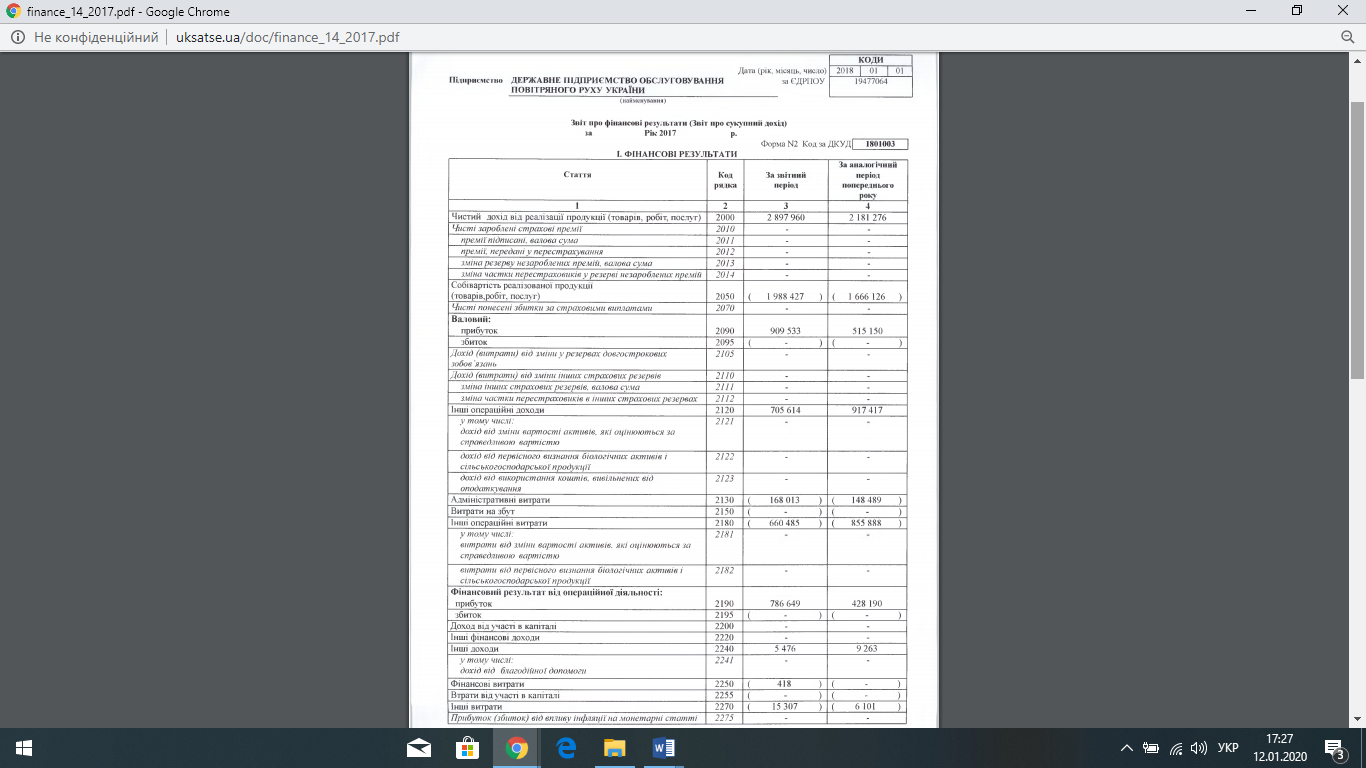 finance_14_2017.pdf - Google Chrome
Не конфіденційний | uksatse.ua/doc/finance_14_2017.pdf
КОДИ
Дата (рік, місяць, число) 2018 01 01
Підприємство ДЕРЖАВНЕ ПІДПРИЄМСТВО ОБСЛУГОВУВАННЯ за ЄДРПОУ 19477064
ПОВІТРЯНОГО РУХУ УКРАЇНИ
(найменування)
Звіт про фінансові результати (Звіт про сукупний дохід)
за Рік 2017 р.
Форма N2 Код за ДКУД 1801003
І. ФІНАНСОВІ РЕЗУЛЬТАТИ
Стаття Код рядка За звітний період За аналогічний період попереднього року
1 2 3 4
Чистий дохід від реалізації продукції (товарів, робіт, послуг) 2000 2 897 960 2 181 276
Чисті зароблені страхові премії 2010 - -
премії підписані, валова сума 2011 - -
премії, передані у перестрахування 2012 - -
зміна резерву незароблених премій, валова сума 2013 - -
зміна частки перестраховиків у резерві незароблених премій 2014 - -
Собівартість реалізованої продукції
(товарів,робіт, послуг) 2050 ( 1 988 427 ) ( 1 666 126 )
Чисті понесені збитки за страховими виплатами 2070 - -
Валовий:
прибуток 2090 909 533 515 150
збиток 2095 ( - ) ( - )
Дохід (витрати) від зміни у резервах довгострокових 2105 - -
зобов'язань
Дохід (витрати) від зміни інших страхових резервів 2110 - -
зміна інших страхових резервів, валова сума 2111 - -
зміна частки перестраховиків в інших страхових резервах 2112 - -
Інші операційні доходи 2120 705 614 917 417
у тому числі: 2121 - -
дохід від зміни вартості активів, які оцінюються за
справедливою вартістю
дохід від первісного визнання біологічних активів і 2122 - -
сільськогосподарської продукції
дохід від використання коштів, вивільнених від 2123 - -
оподаткування
Адміністративні витрати 2130 ( 168 013 ) ( 148 489 )
Витрати на збут 2150 ( - ) ( - )
Інші операційні витрати 2180 ( 660 485 ) ( 855 888 )
у тому числі: 2181 - -
витрати від зміни вартості активів, які оцінюються за
справедливою вартістю
витрати від первісного визнання біологічних активів і 2182 - -
сільськогосподарської продукції
Фінансовий результат від операційної діяльності:
прибуток 2190 786 649 428 190
збиток 2195 ( - ) ( - )
Доход від участі в капіталі 2200 - -
Інші фінансові доходи 2220 - -
Інші доходи 2240 5 476 9 263
у тому числі: 2241 - -
дохід від благодійної допомоги
Фінансові витрати 2250 ( 418 ) ( - )
Втрати від участі в капіталі 2255 ( - ) ( - )
Інші витрати 2270 ( 15 307 ) ( 6 101 )
Прибуток (збиток) від впливу інфляції на монетарні статті 2275 - -
УКР
17:27
12.01.2020
3